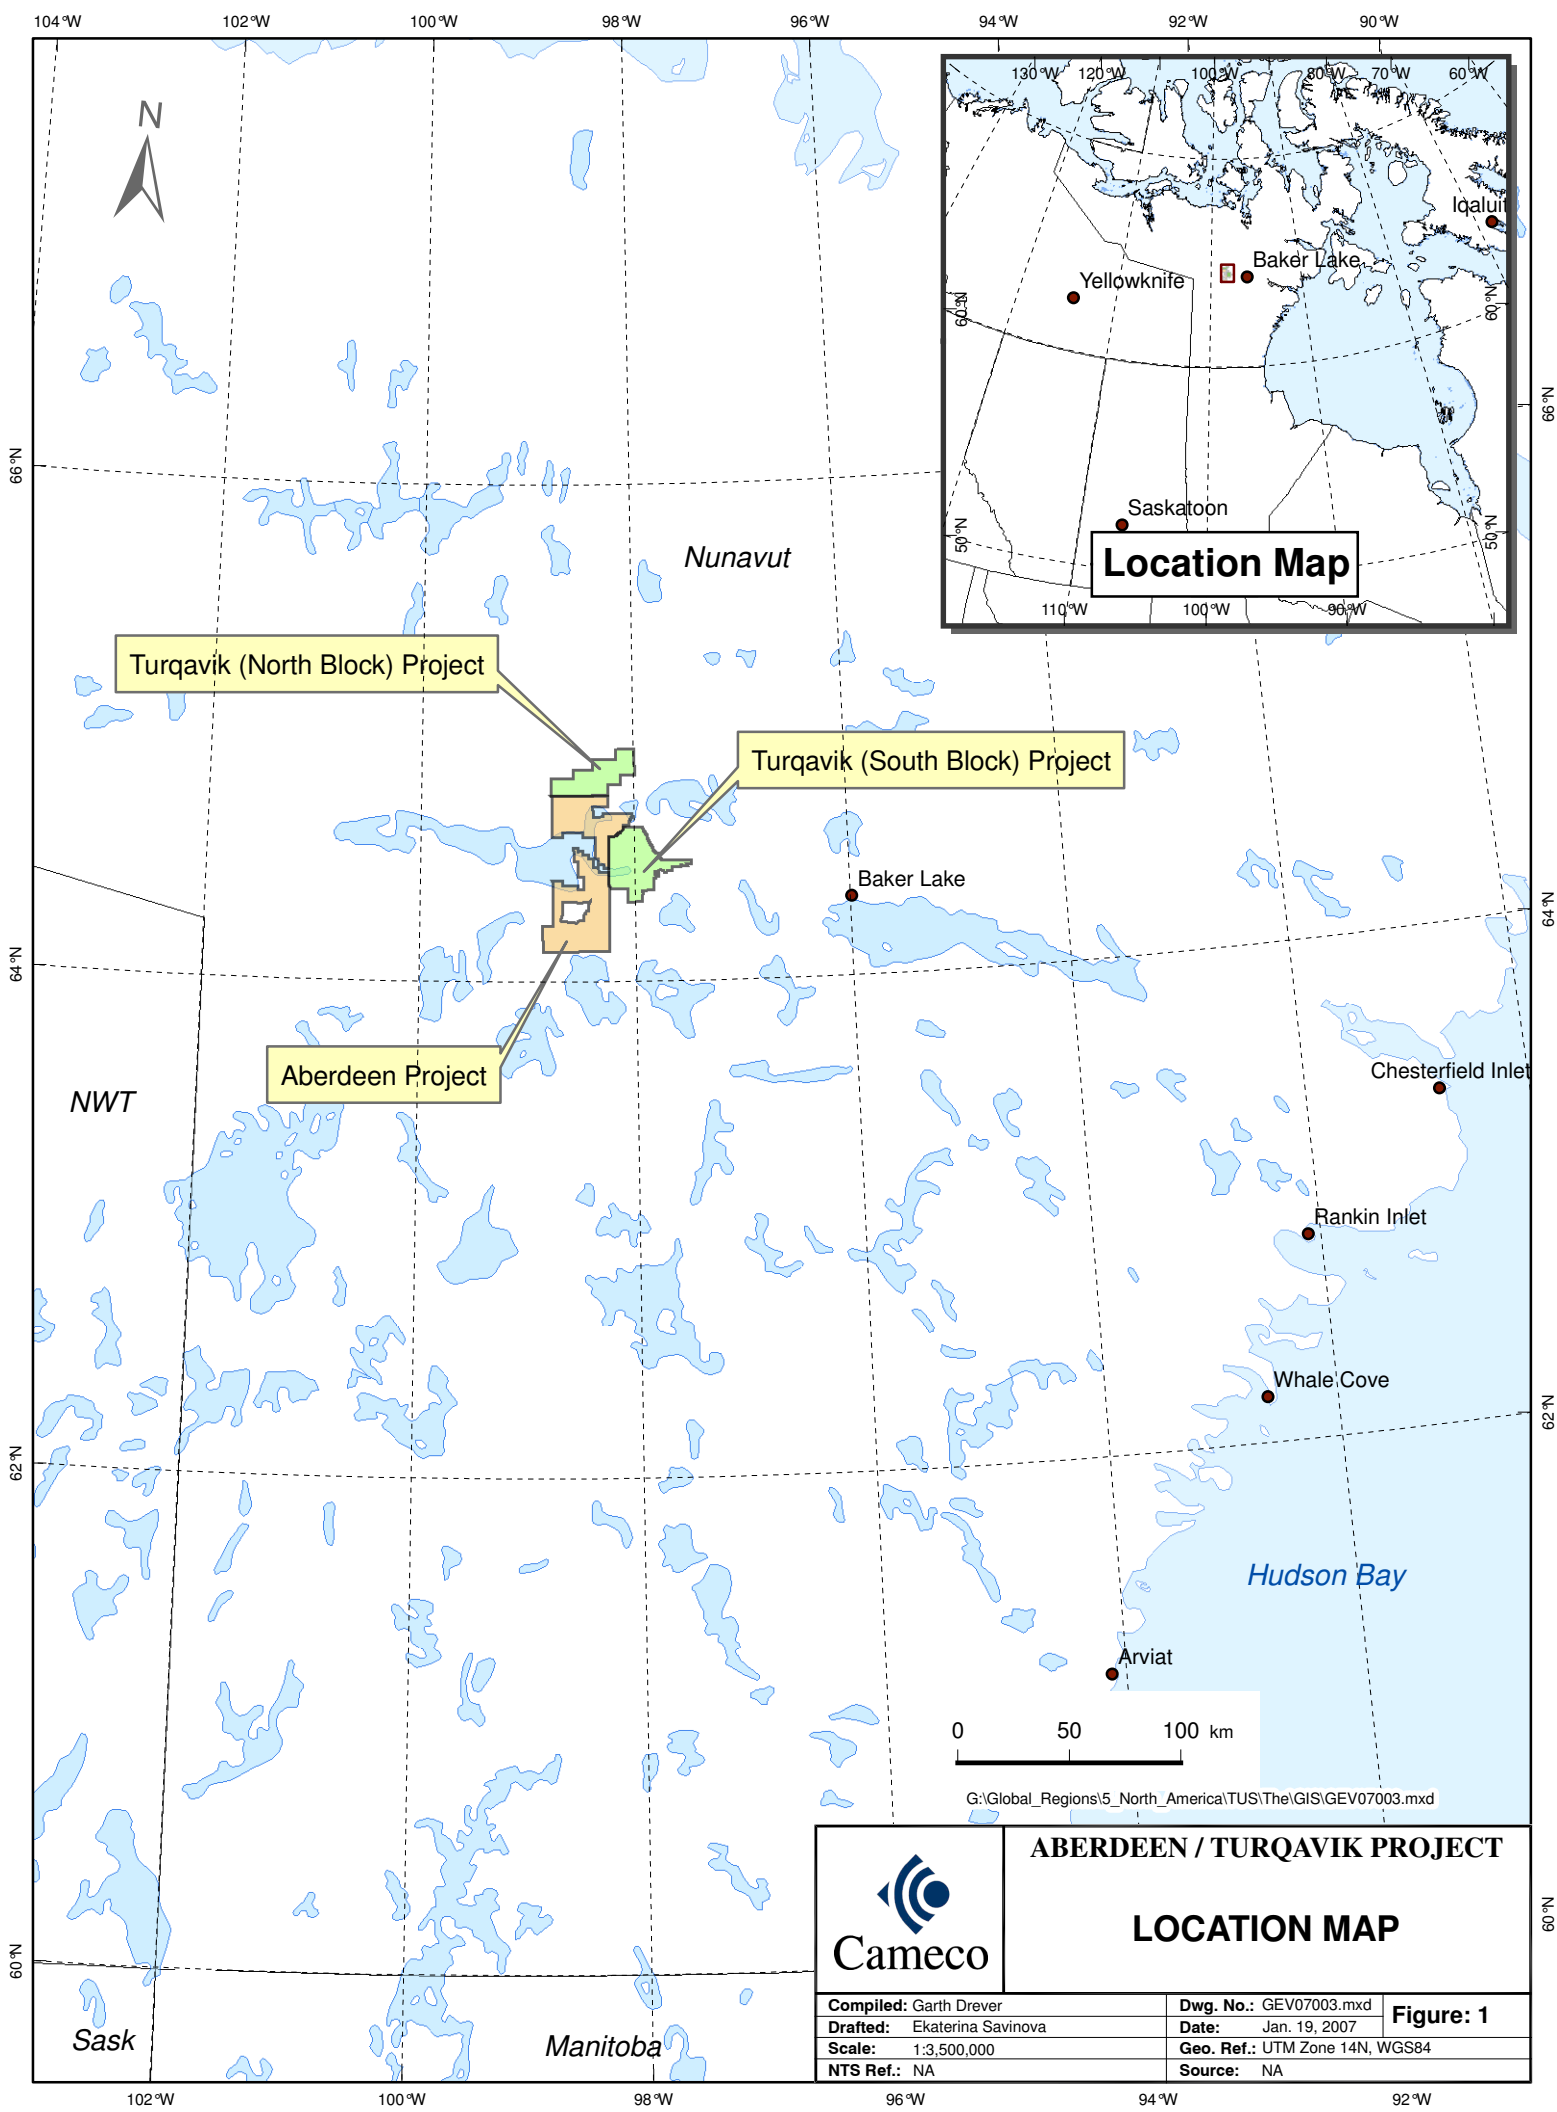 104°W 102°W 100°W 98°W 96°W 94°W 92°W 90°W
N
130°W 120°W 100°W 80°W 70°W 60°W
Iqaluit
Baker Lake
Yellowknife
60°N 60°N
Saskatoon
50°N 50°N
Location Map
110°W 100°W 90°W
66°N 66°N
Nunavut
Turqavik (North Block) Project
Turqavik (South Block) Project
Baker Lake
64°N 64°N
Aberdeen Project
Chesterfield Inlet
NWT
Rankin Inlet
Whale Cove
62°N 62°N
Hudson Bay
Arviat
0 50 100 km
G:\Global_Regions\5_North_America\TUS\The\GIS\GEV07003.mxd
60°N 60°N
Sask
Manitoba
Cameco
ABERDEEN / TURQAVIK PROJECT
LOCATION MAP
Compiled: Garth Drever
Drafted: Ekaterina Savinova
Scale: 1:3,500,000
NTS Ref.: NA
Dwg. No.: GEV07003.mxd
Date: Jan. 19, 2007
Figure: 1
Geo. Ref.: UTM Zone 14N, WGS84
Source: NA
102°W 100°W 98°W 96°W 94°W 92°W